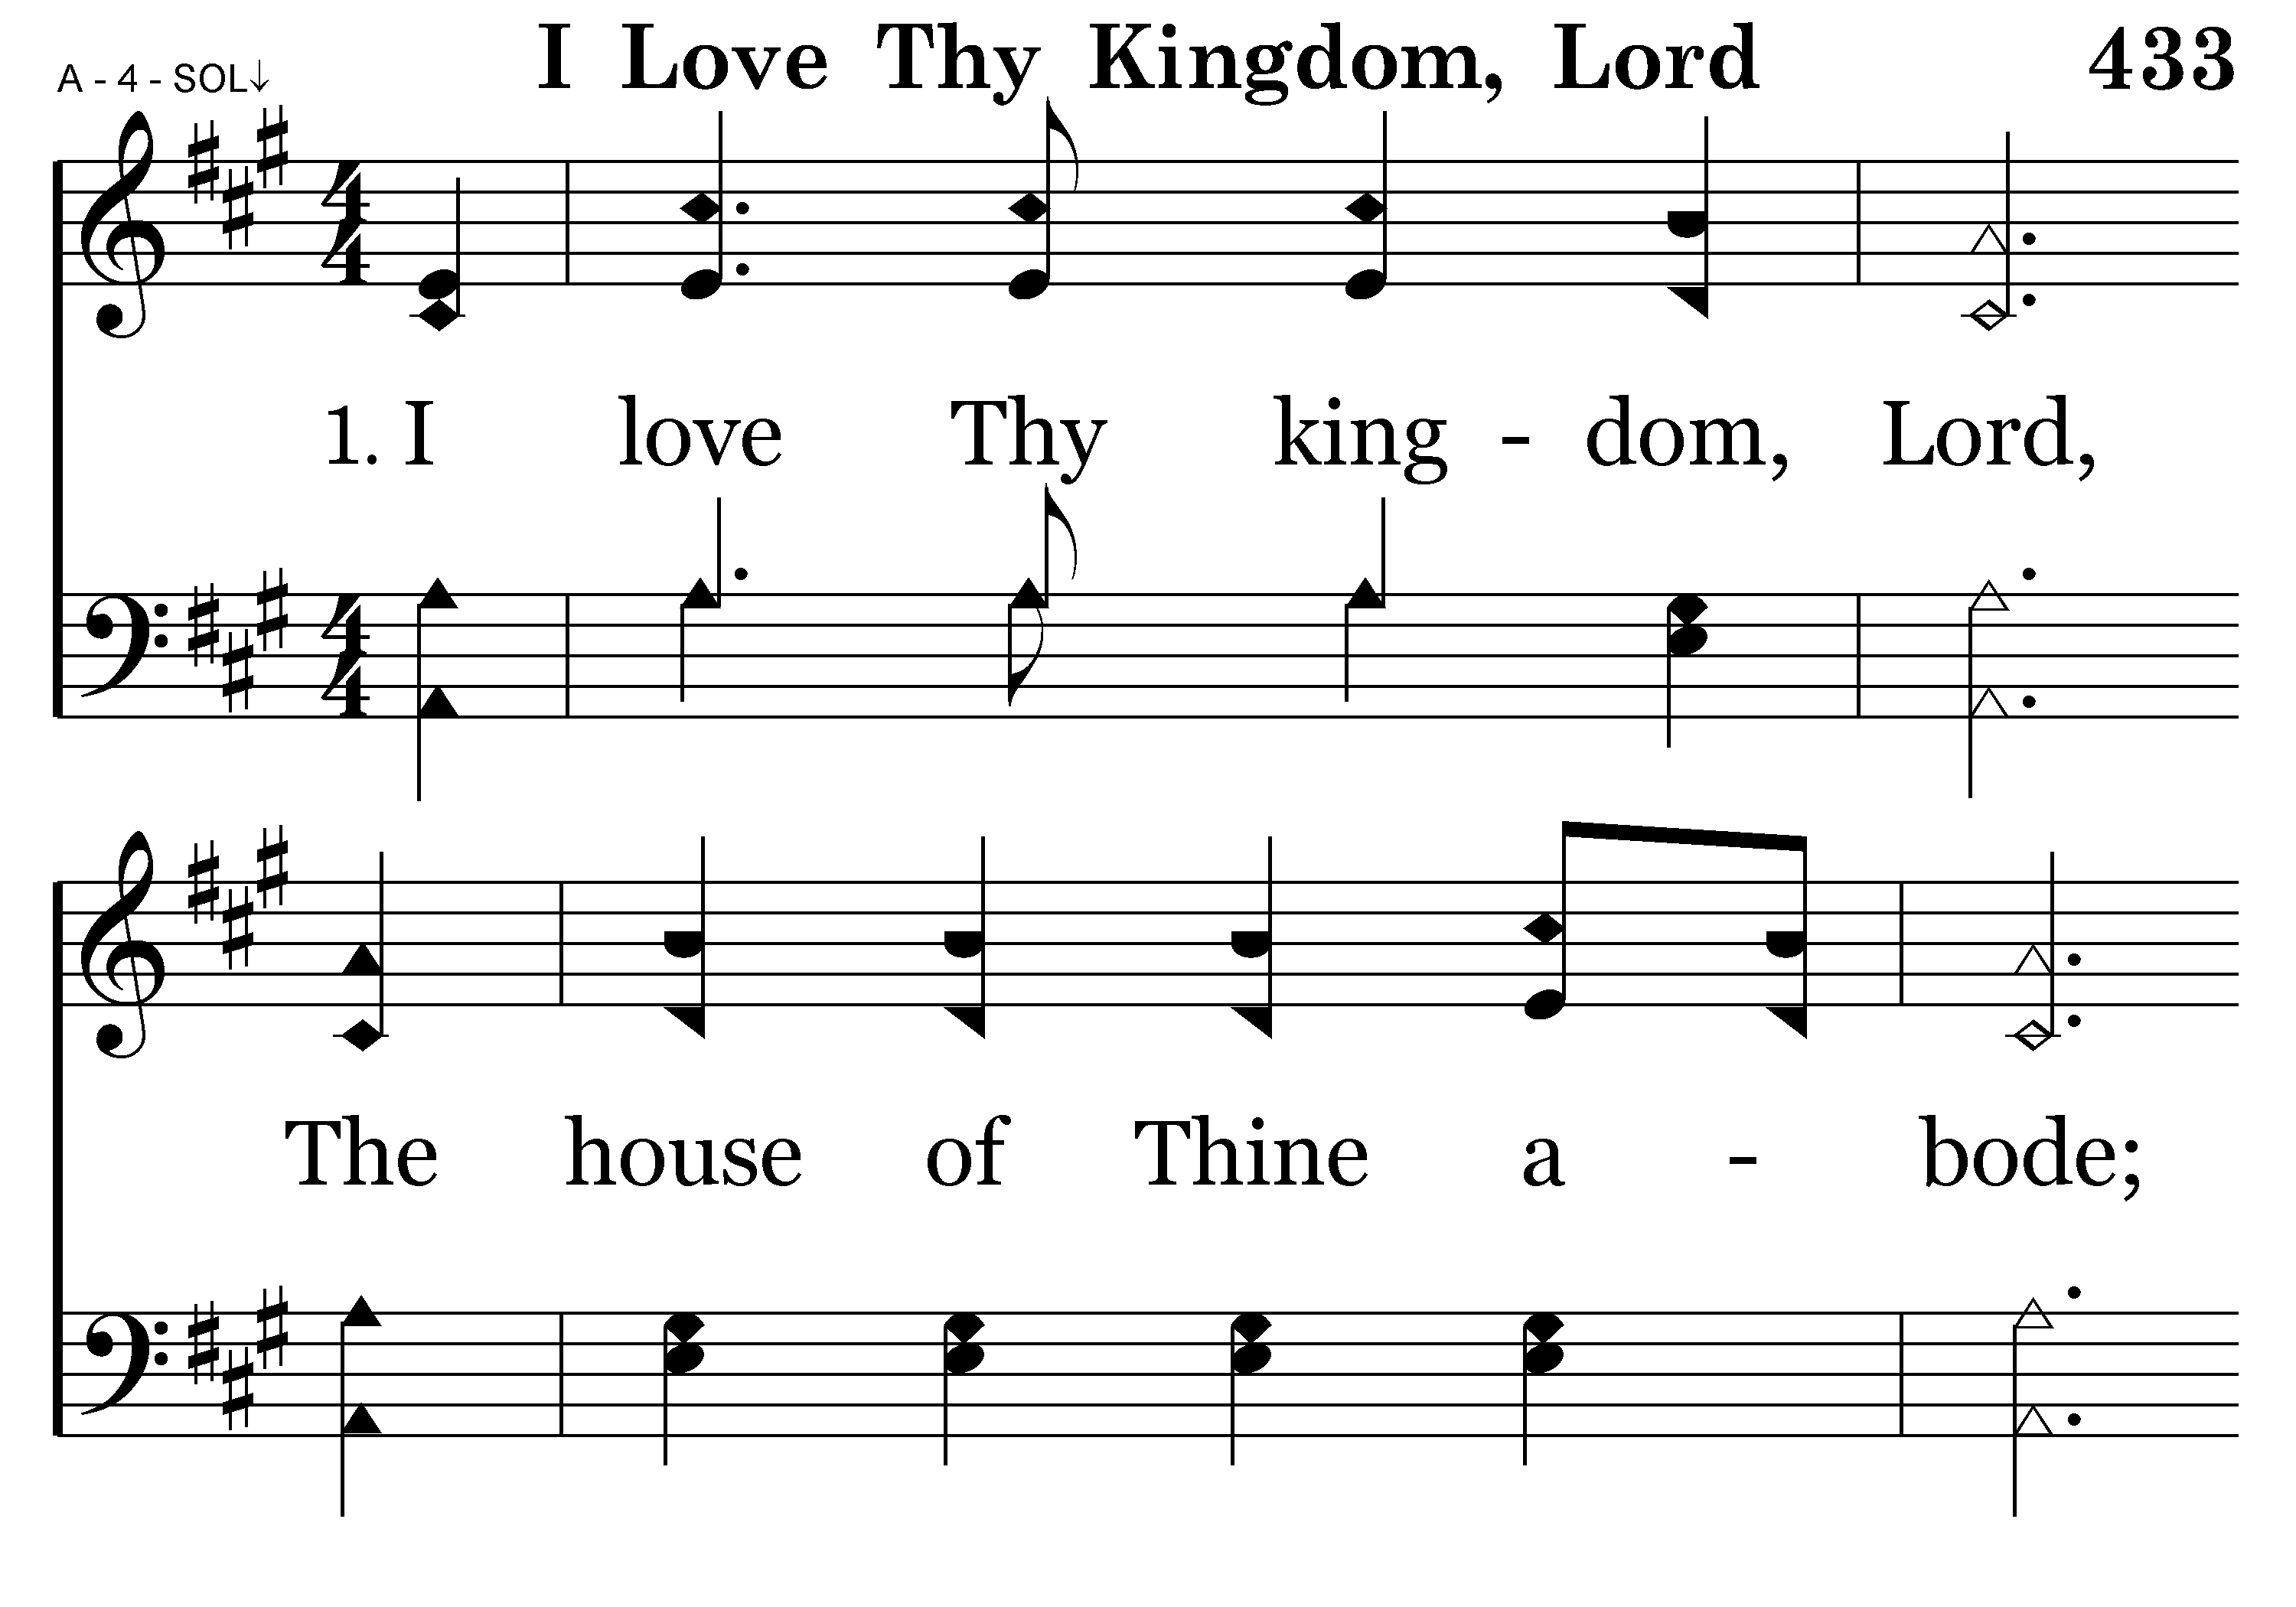 I Love Thy Kingdom, Lord 433
A - 4 - SOL↓
1. I love Thy king - dom, Lord,
The house of Thine a - bode;